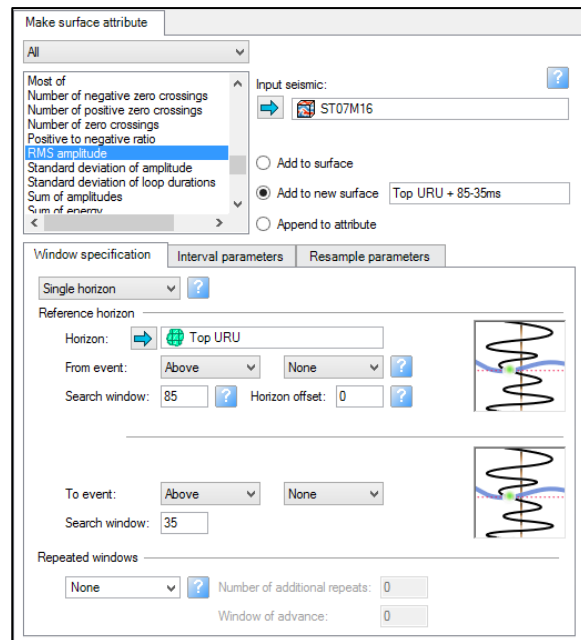 Make surface attribute
All
Most of
Number of negative zero crossings
Number of positive zero crossings
Number of zero crossings
Positive to negative ratio
RMS amplitude
Standard deviation of amplitude
Standard deviation of loop durations
Sum of amplitudes
Sum of energy
Input seismic: ?
ST07M16
Add to surface
Add to new surface Top URU + 85-35ms
Append to attribute
Window specification Interval parameters Resample parameters
Single horizon ?
Reference horizon
Horizon: Top URU
From event: Above None ?
Search window: 85 ? Horizon offset: 0 ?
To event: Above None
Search window: 35
Repeated windows
None ? Number of additional repeats: 0
Window of advance: 0